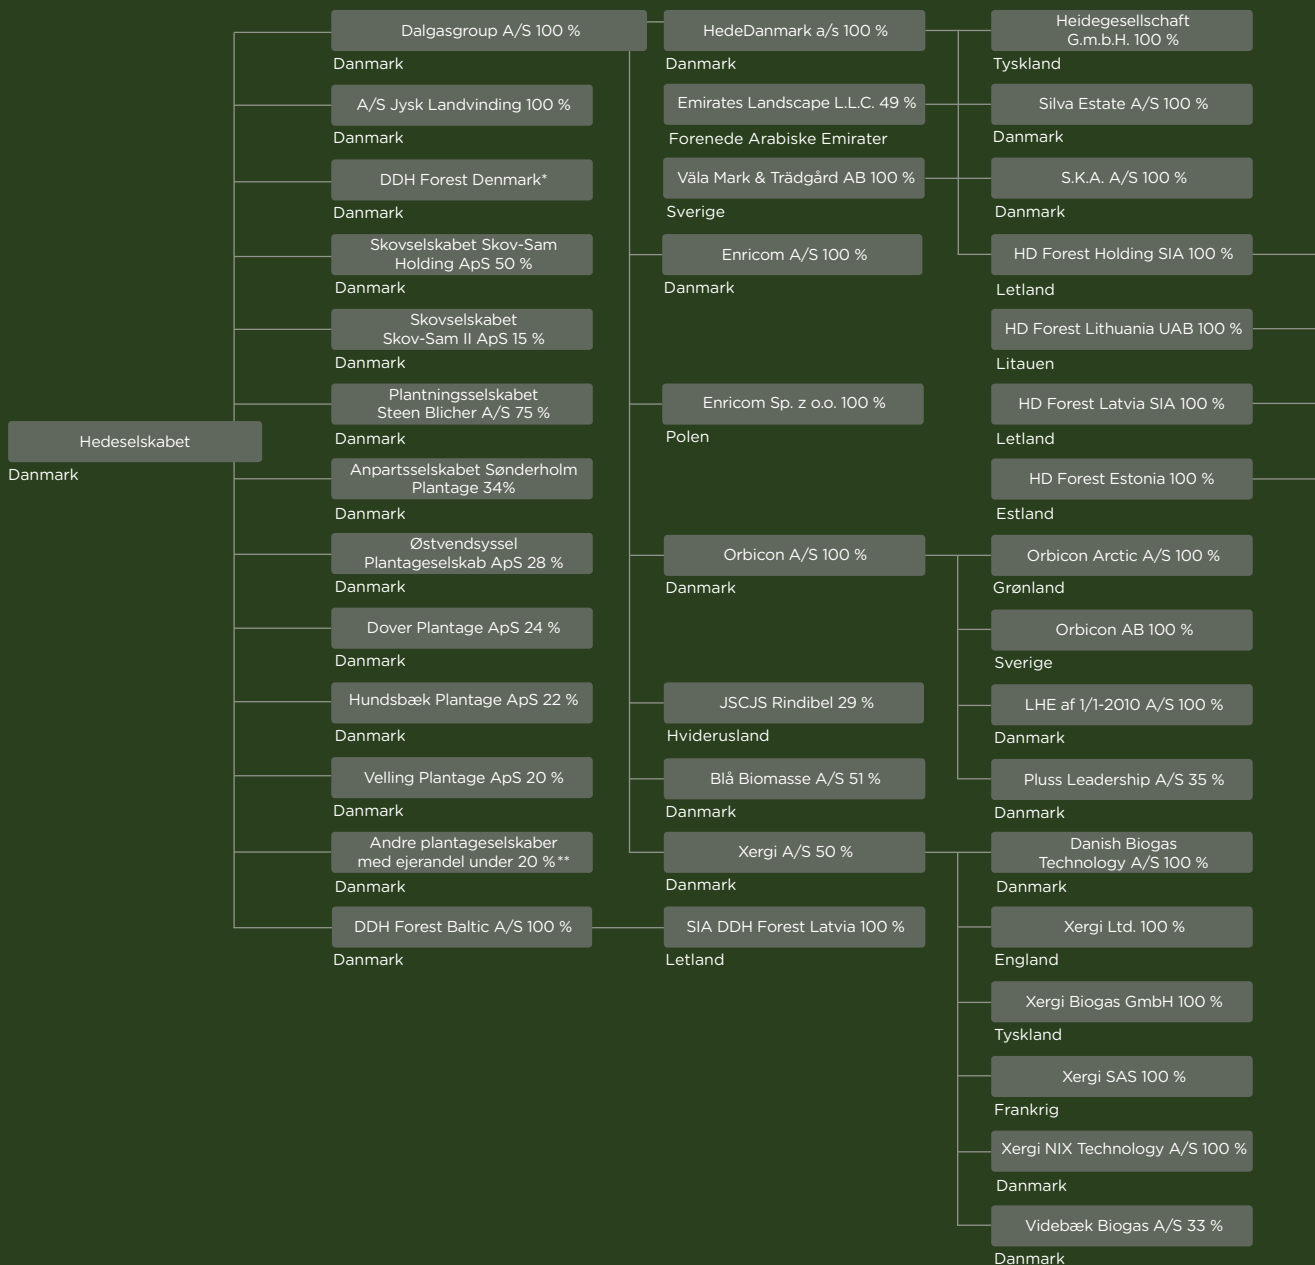 Hedeselskabet
Danmark
Dalgasgroup A/S 100 %
Danmark
A/S Jysk Landvinding 100 %
Danmark
DDH Forest Denmark*
Danmark
Skovselskabet Skov-Sam
Holding ApS 50 %
Danmark
Skovselskabet
Skov-Sam II ApS 15 %
Danmark
Plantningsselskabet
Steen Blicher A/S 75 %
Danmark
Anpartsselskabet Sønderholm
Plantage 34%
Danmark
Østvendsyssel
Plantageselskab ApS 28 %
Danmark
Dover Plantage ApS 24 %
Danmark
Hundsbæk Plantage ApS 22 %
Danmark
Velling Plantage ApS 20 %
Danmark
Andre plantageselskaber
med ejerandel under 20 %**
Danmark
DDH Forest Baltic A/S 100 %
Danmark
HedeDanmark a/s 100 %
Danmark
Emirates Landscape L.L.C. 49 %
Forenede Arabiske Emirater
Väla Mark & Trädgård AB 100 %
Sverige
Enricom A/S 100 %
Danmark
Enricom Sp. z o.o. 100 %
Polen
Orbicon A/S 100 %
Danmark
JSCJS Rindibel 29 %
Hviderusland
Blå Biomasse A/S 51 %
Danmark
Xergi A/S 50 %
Danmark
SIA DDH Forest Latvia 100 %
Letland
Heidegesellschaft
G.m.b.H. 100 %
Tyskland
Silva Estate A/S 100 %
Danmark
S.K.A. A/S 100 %
Danmark
HD Forest Holding SIA 100 %
Letland
HD Forest Lithuania UAB 100 %
Litauen
HD Forest Latvia SIA 100 %
Letland
HD Forest Estonia 100 %
Estland
Orbicon Arctic A/S 100 %
Grønland
Orbicon AB 100 %
Sverige
LHE af 1/1-2010 A/S 100 %
Danmark
Pluss Leadership A/S 35 %
Danmark
Danish Biogas
Technology A/S 100 %
Danmark
Xergi Ltd. 100 %
England
Xergi Biogas GmbH 100 %
Tyskland
Xergi SAS 100 %
Frankrig
Xergi NIX Technology A/S 100 %
Danmark
Videbæk Biogas A/S 33 %
Danmark